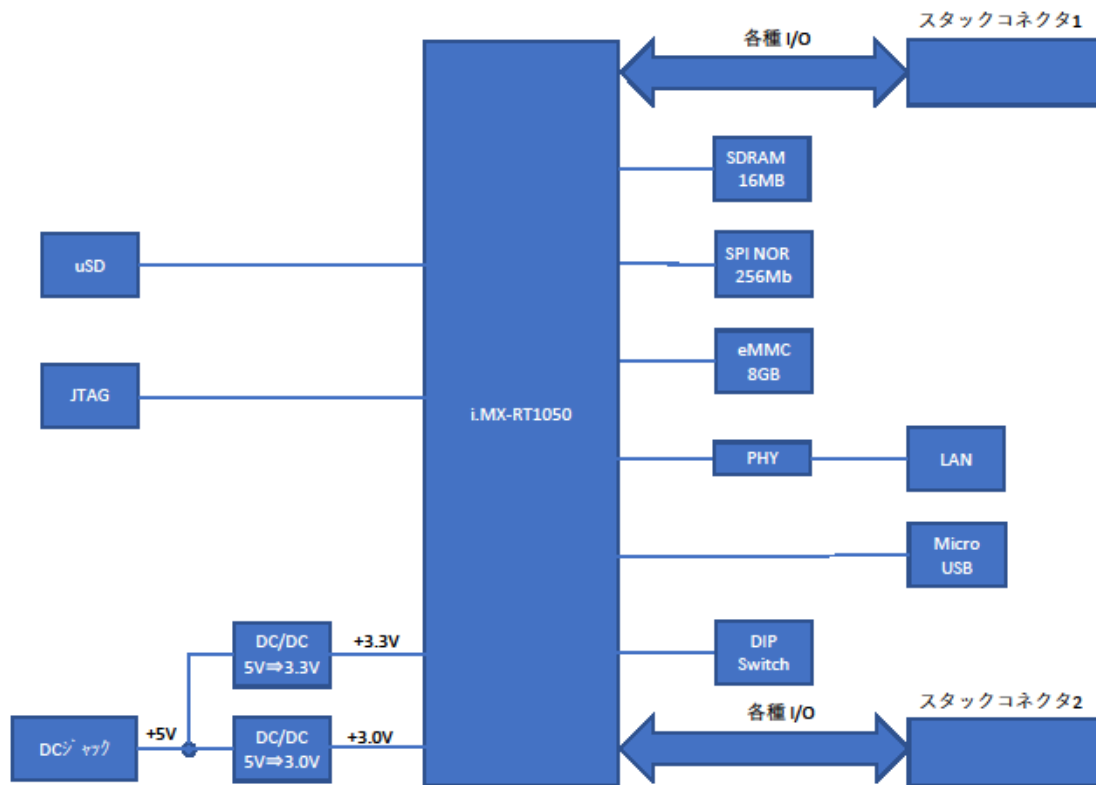 スタックコネクタ1
各種 I/O
SDRAM
16MB
uSD
SPI NOR
256Mb
JTAG
eMMC
8GB
i.MX-RT1050
PHY
LAN
Micro
USB
DC/DC
5V⇒3.3V
+3.3V
DIP
Switch
スタックコネクタ2
各種 I/O
DCジャック
+5V
DC/DC
5V⇒3.0V
+3.0V